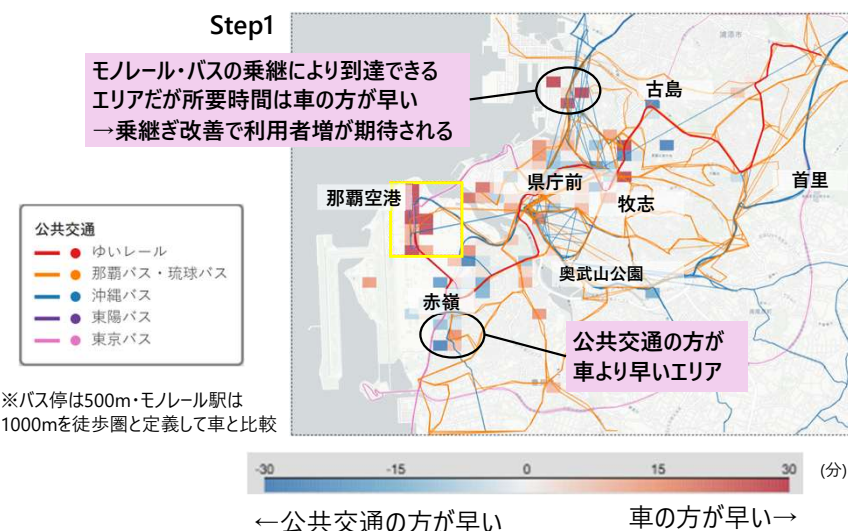 Step1
モノレール・バスの乗継により到達できる
エリアだが所要時間は車の方が早い
→乗継ぎ改善で利用者増が期待される
古島
県庁前
首里
那覇空港
牧志
公共交通
ゆいレール
那覇バス・琉球バス
沖縄バス
東陽バス
東京バス
奥武山公園
赤嶺
公共交通の方が
車より早いエリア
※バス停は500m・モノレール駅は
1000mを徒歩圏と定義して車と比較
-30 -15 0 15 30 (分)
←公共交通の方が早い 車の方が早い→